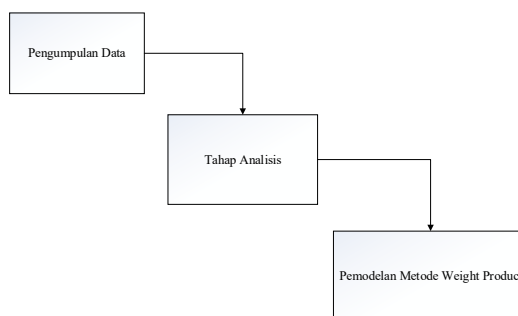 Pengumpulan Data
Tahap Analisis
Pemodelan Metode Weight Produc